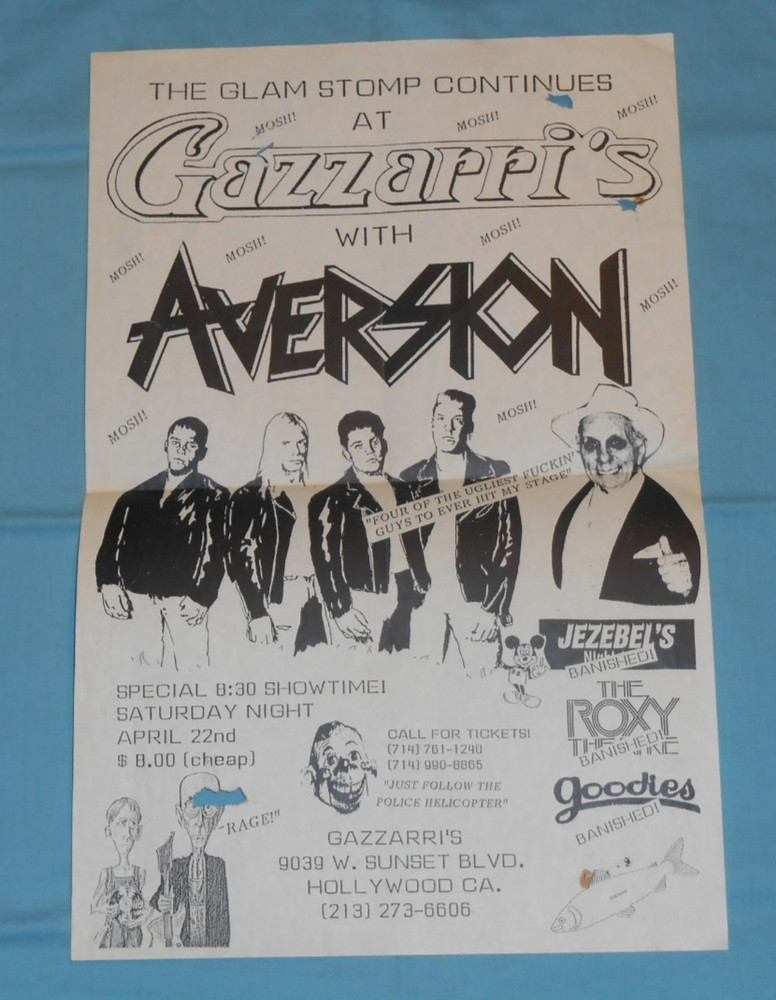 THE GLAM STOMP CONTINUES
MOSH! AT MOSH! MOSH!
Gazzarri's
WITH
MOSH! MOSH! MOSH!
AVERSION
MOSH!
MOSH! MOSH!
"FOUR OF THE UGLIEST FUCKIN'
GUYS TO EVER HIT MY STAGE"
JEZEBEL'S
BANISHED!
SPECIAL 8:30 SHOWTIME!
SATURDAY NIGHT
APRIL 22nd
$ 8.00 (cheap)
THE
ROXY
BANISHED!
CALL FOR TICKETS!
(714) 761-1240
(714) 990-8865
"JUST FOLLOW THE
POLICE HELICOPTER"
goodies
BANISHED!
-RAGE!"
GAZZARRI'S
9039 W. SUNSET BLVD.
HOLLYWOOD CA.
(213) 273-6606